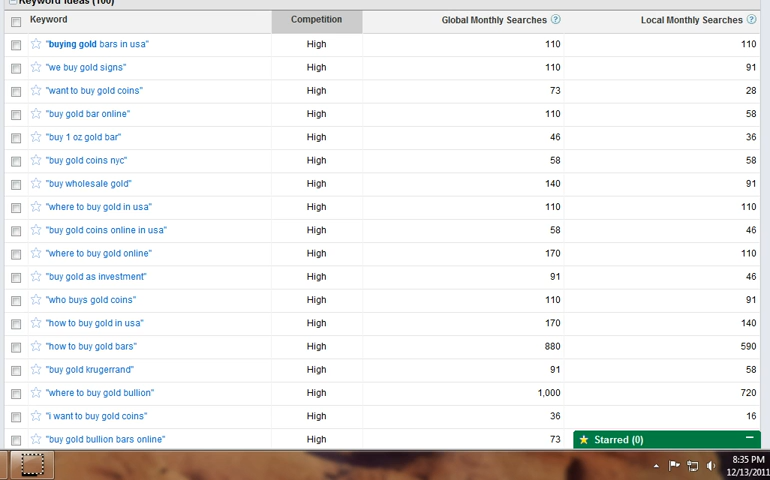 Keyword Ideas (100)
Keyword Competition Global Monthly Searches ? Local Monthly Searches ?
"buying gold bars in usa" High 110 110
"we buy gold signs" High 110 91
"want to buy gold coins" High 73 28
"buy gold bar online" High 110 58
"buy 1 oz gold bar" High 46 36
"buy gold coins nyc" High 58 58
"buy wholesale gold" High 140 91
"where to buy gold in usa" High 110 110
"buy gold coins online in usa" High 58 46
"where to buy gold online" High 170 110
"buy gold as investment" High 91 46
"who buys gold coins" High 110 91
"how to buy gold in usa" High 170 140
"how to buy gold bars" High 880 590
"buy gold krugerrand" High 91 58
"where to buy gold bullion" High 1,000 720
"i want to buy gold coins" High 36 16
"buy gold bullion bars online" High 73
Starred (0)
8:35 PM
12/13/2011